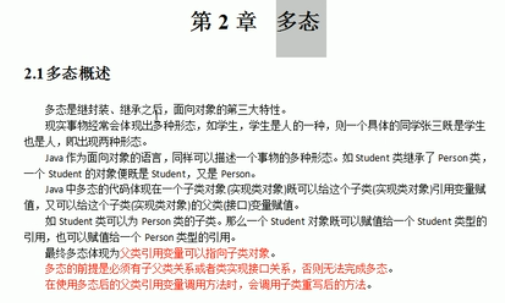 第 2 章 多态
2.1 多态概述
多态是继封装、继承之后，面向对象的第三大特性。
现实事物经常会体现出多种形态，如学生，学生是人的一种，则一个具体的同学张三既是学生
也是人，即出现两种形态。
Java 作为面向对象的语言，同样可以描述一个事物的多种形态。如 Student 类继承了 Person 类，
一个 Student 的对象便既是 Student，又是 Person。
Java 中多态的代码体现在一个子类对象(实现类对象)既可以给这个子类(实现类对象)引用变量赋
值，又可以给这个子类(实现类对象)的父类(接口)变量赋值。
如 Student 类可以为 Person 类的子类。那么一个 Student 对象既可以赋值给一个 Student 类型的
引用，也可以赋值给一个 Person 类型的引用。
最终多态体现为父类引用变量可以指向子类对象。
多态的前提是必须有子父类关系或者类实现接口关系，否则无法完成多态。
在使用多态后的父类引用变量调用方法时，会调用子类重写后的方法。